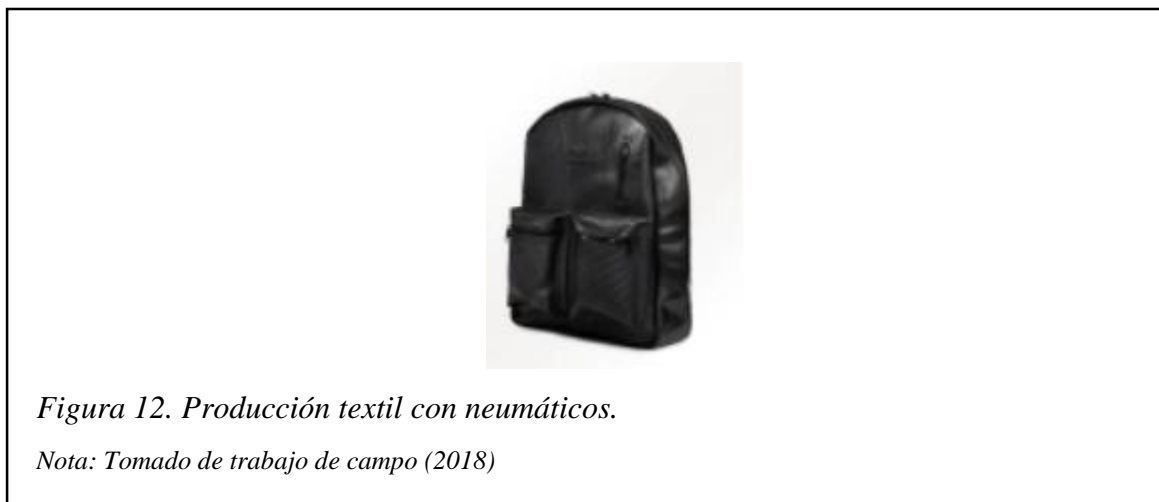 Figura 12. Producción textil con neumáticos.
Nota: Tomado de trabajo de campo (2018)